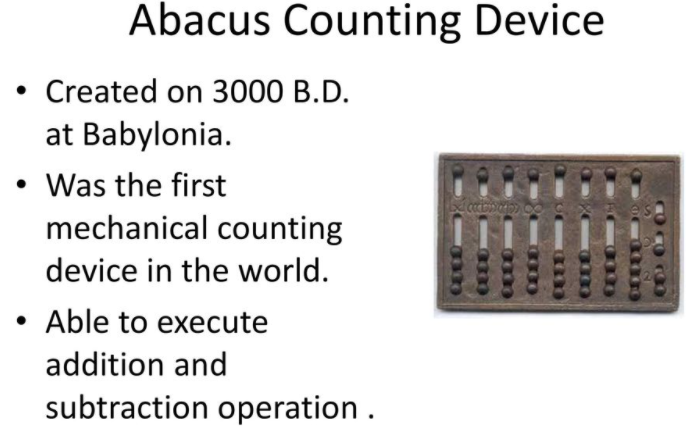 Abacus Counting Device
• Created on 3000 B.D.
at Babylonia.
• Was the first
mechanical counting
device in the world.
• Able to execute
addition and
subtraction operation .